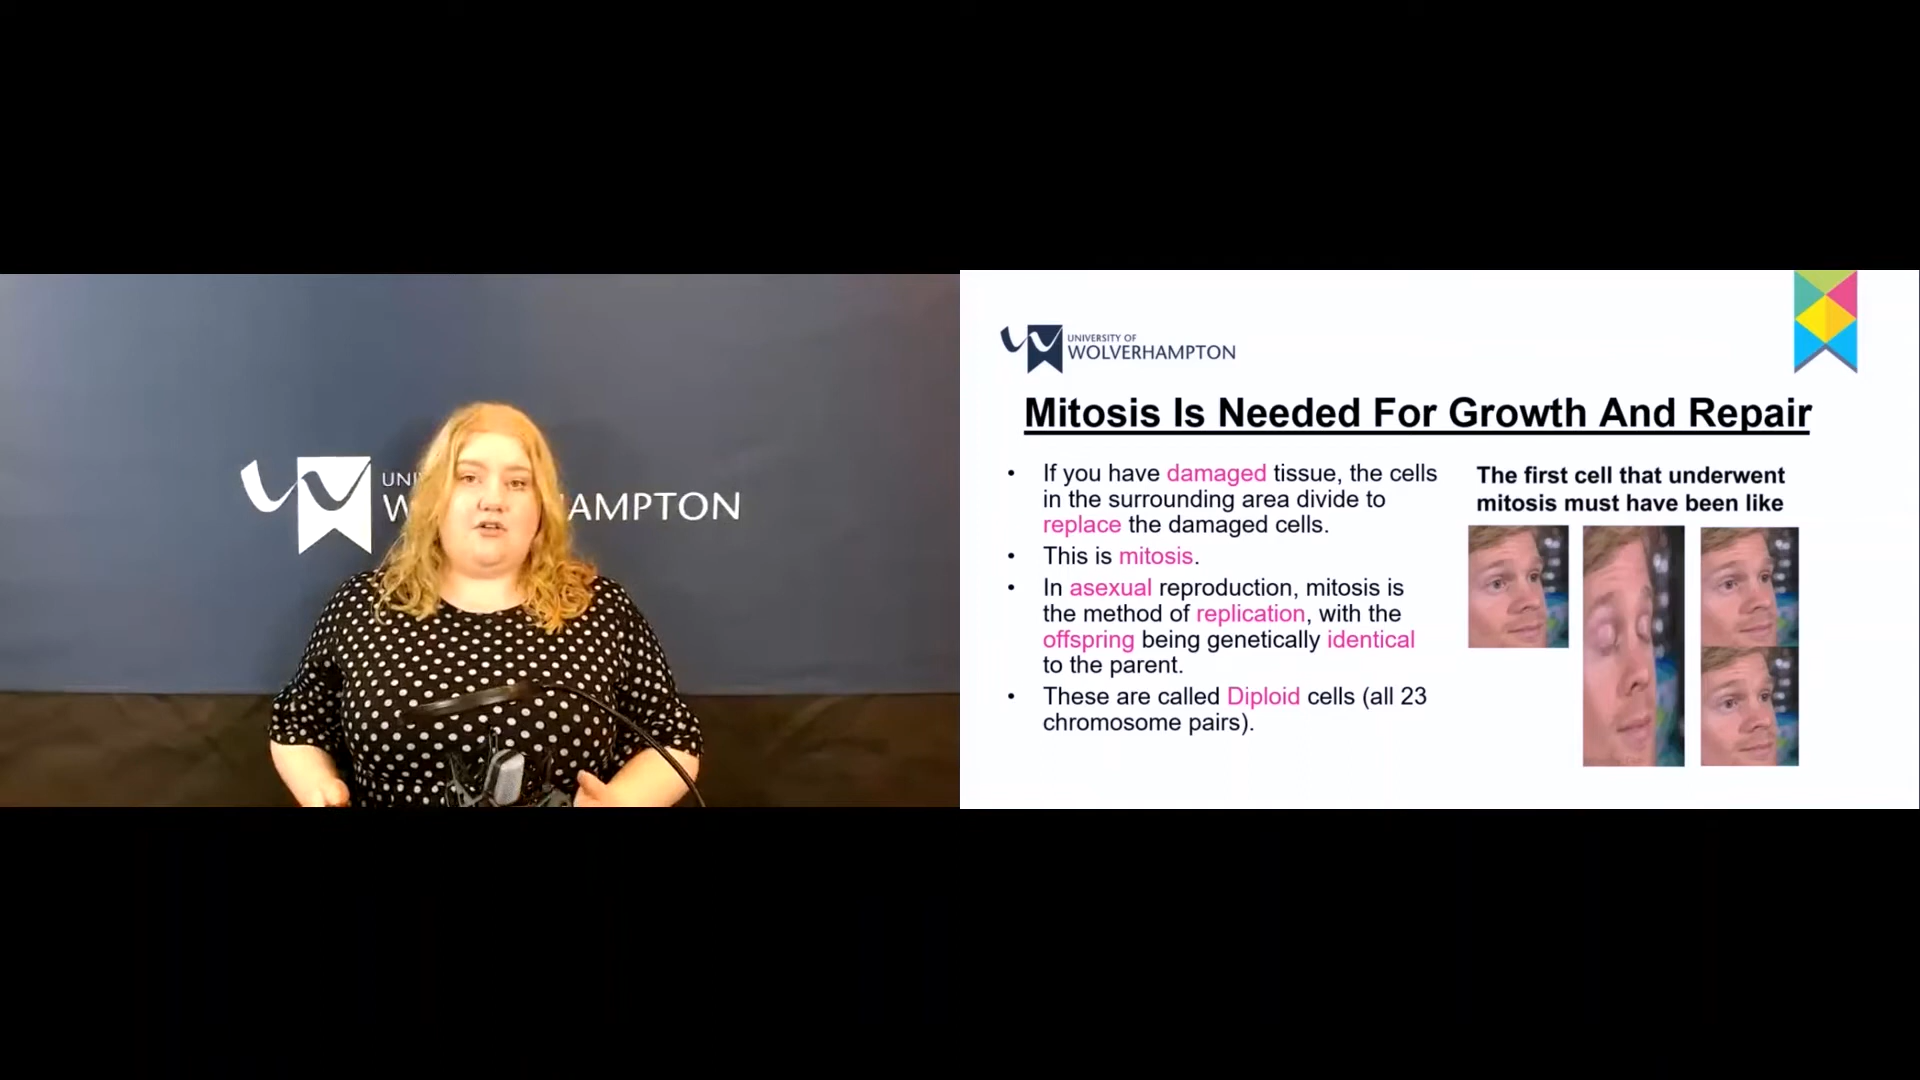 UNI
W AMPTON
UNIVERSITY OF
WOLVERHAMPTON
Mitosis Is Needed For Growth And Repair
• If you have damaged tissue, the cells
in the surrounding area divide to
replace the damaged cells.
• This is mitosis.
• In asexual reproduction, mitosis is
the method of replication, with the
offspring being genetically identical
to the parent.
• These are called Diploid cells (all 23
chromosome pairs).
The first cell that underwent
mitosis must have been like